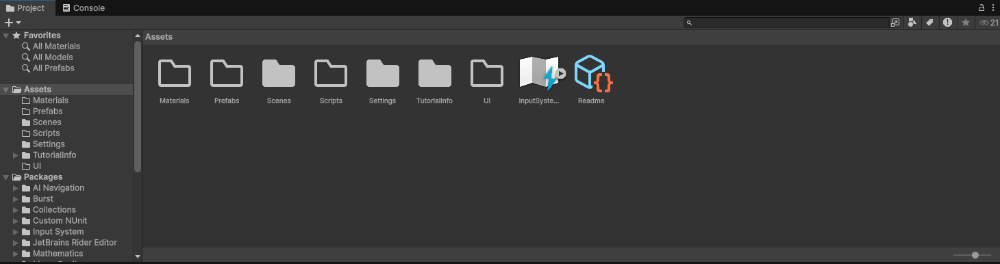 Project
Console
21
Favorites
All Materials
All Models
All Prefabs
Assets
Materials
Prefabs
Scenes
Scripts
Settings
TutorialInfo
UI
Packages
AI Navigation
Burst
Collections
Custom NUnit
Input System
JetBrains Rider Editor
Mathematics
Assets
Materials
Prefabs
Scenes
Scripts
Settings
TutorialInfo
UI
InputSyste...
Readme